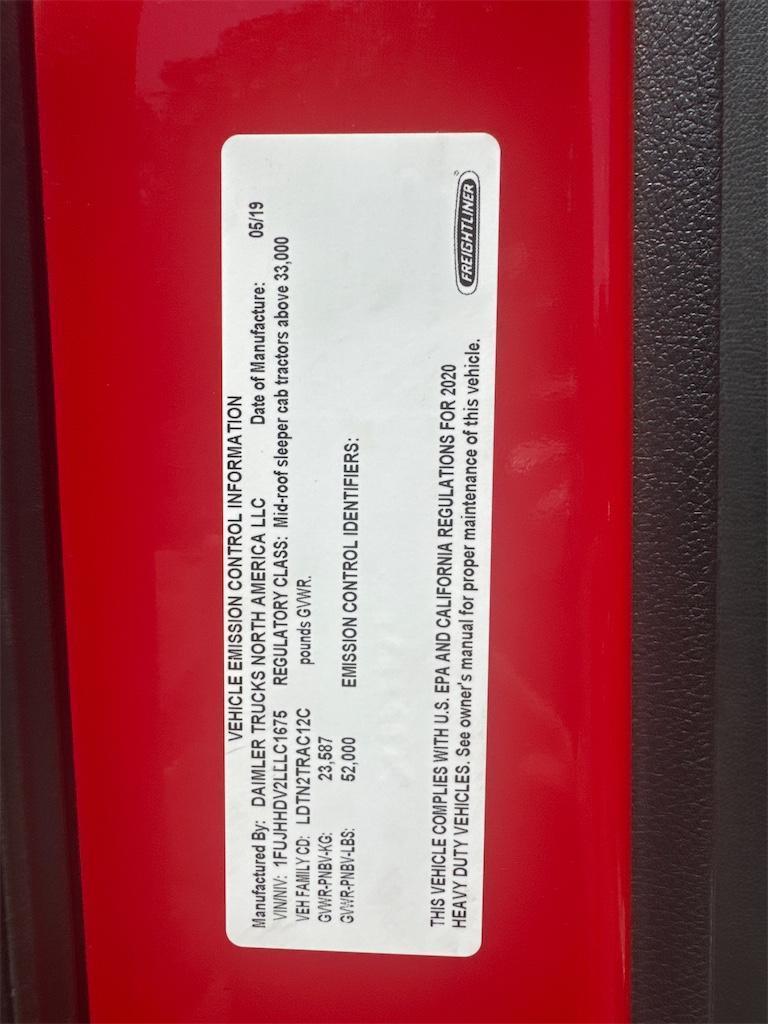 VEHICLE EMISSION CONTROL INFORMATION
Manufactured By: DAIMLER TRUCKS NORTH AMERICA LLC Date of Manufacture: 05/19
VIN/NIV: 1FUJHHDV2LLLC1675 REGULATORY CLASS: Mid-roof sleeper cab tractors above 33,000
VEH FAMILY CD: LDTN2TRAC12C pounds GVWR.
GVWR-PNBV-KG: 23,587
GVWR-PNBV-LBS: 52,000 EMISSION CONTROL IDENTIFIERS:
THIS VEHICLE COMPLIES WITH U.S. EPA AND CALIFORNIA REGULATIONS FOR 2020
HEAVY DUTY VEHICLES. See owner's manual for proper maintenance of this vehicle.
FREIGHTLINER